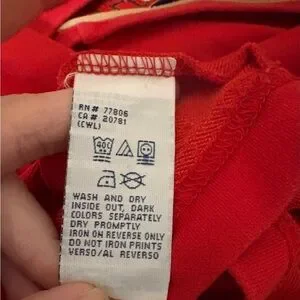 RN# 77806
CA# 20781
(CWL)
40C
WASH AND DRY
INSIDE OUT, DARK
COLORS SEPARATELY
DRY PROMPTLY
IRON ON REVERSE ONLY
DO NOT IRON PRINTS
VERSO/AL REVERSO